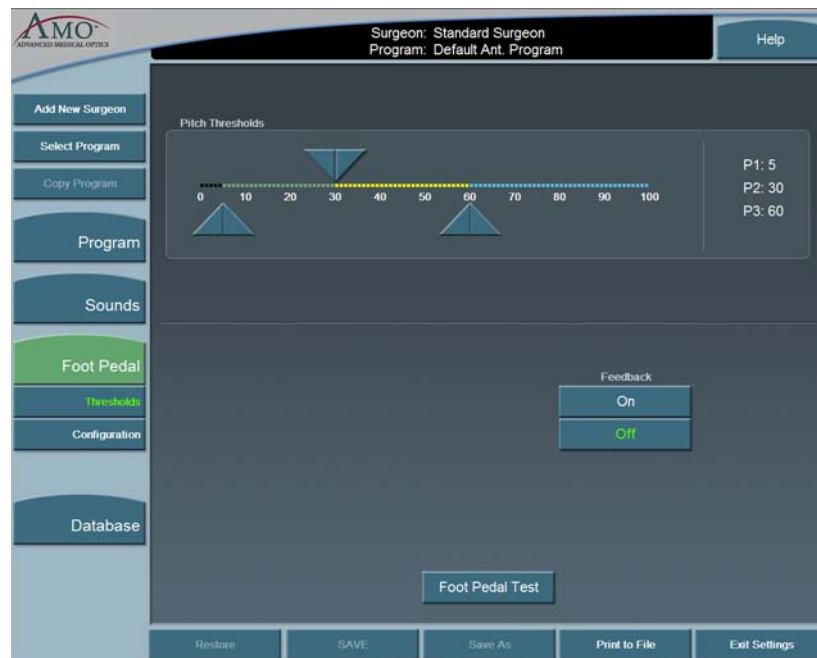 AMO
ADVANCED MEDICAL OPTICS
Surgeon: Standard Surgeon
Program: Default Ant. Program
Help
Add New Surgeon
Select Program
Copy Program
Program
Sounds
Foot Pedal
Thresholds
Configuration
Database
Pitch Thresholds
0 10 20 30 40 50 60 70 80 90 100
P1: 5
P2: 30
P3: 60
Feedback
On
Off
Foot Pedal Test
Restore SAVE Save As Print to File Exit Settings